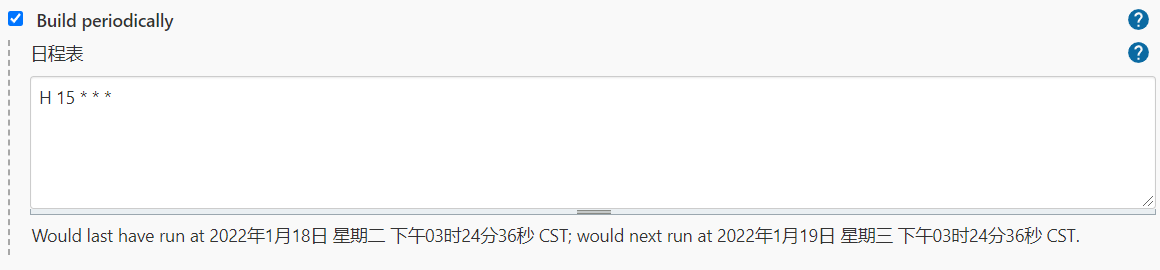 Build periodically
日程表
H 15 * * *
Would last have run at 2022年1月18日 星期二 下午03时24分36秒 CST; would next run at 2022年1月19日 星期三 下午03时24分36秒 CST.